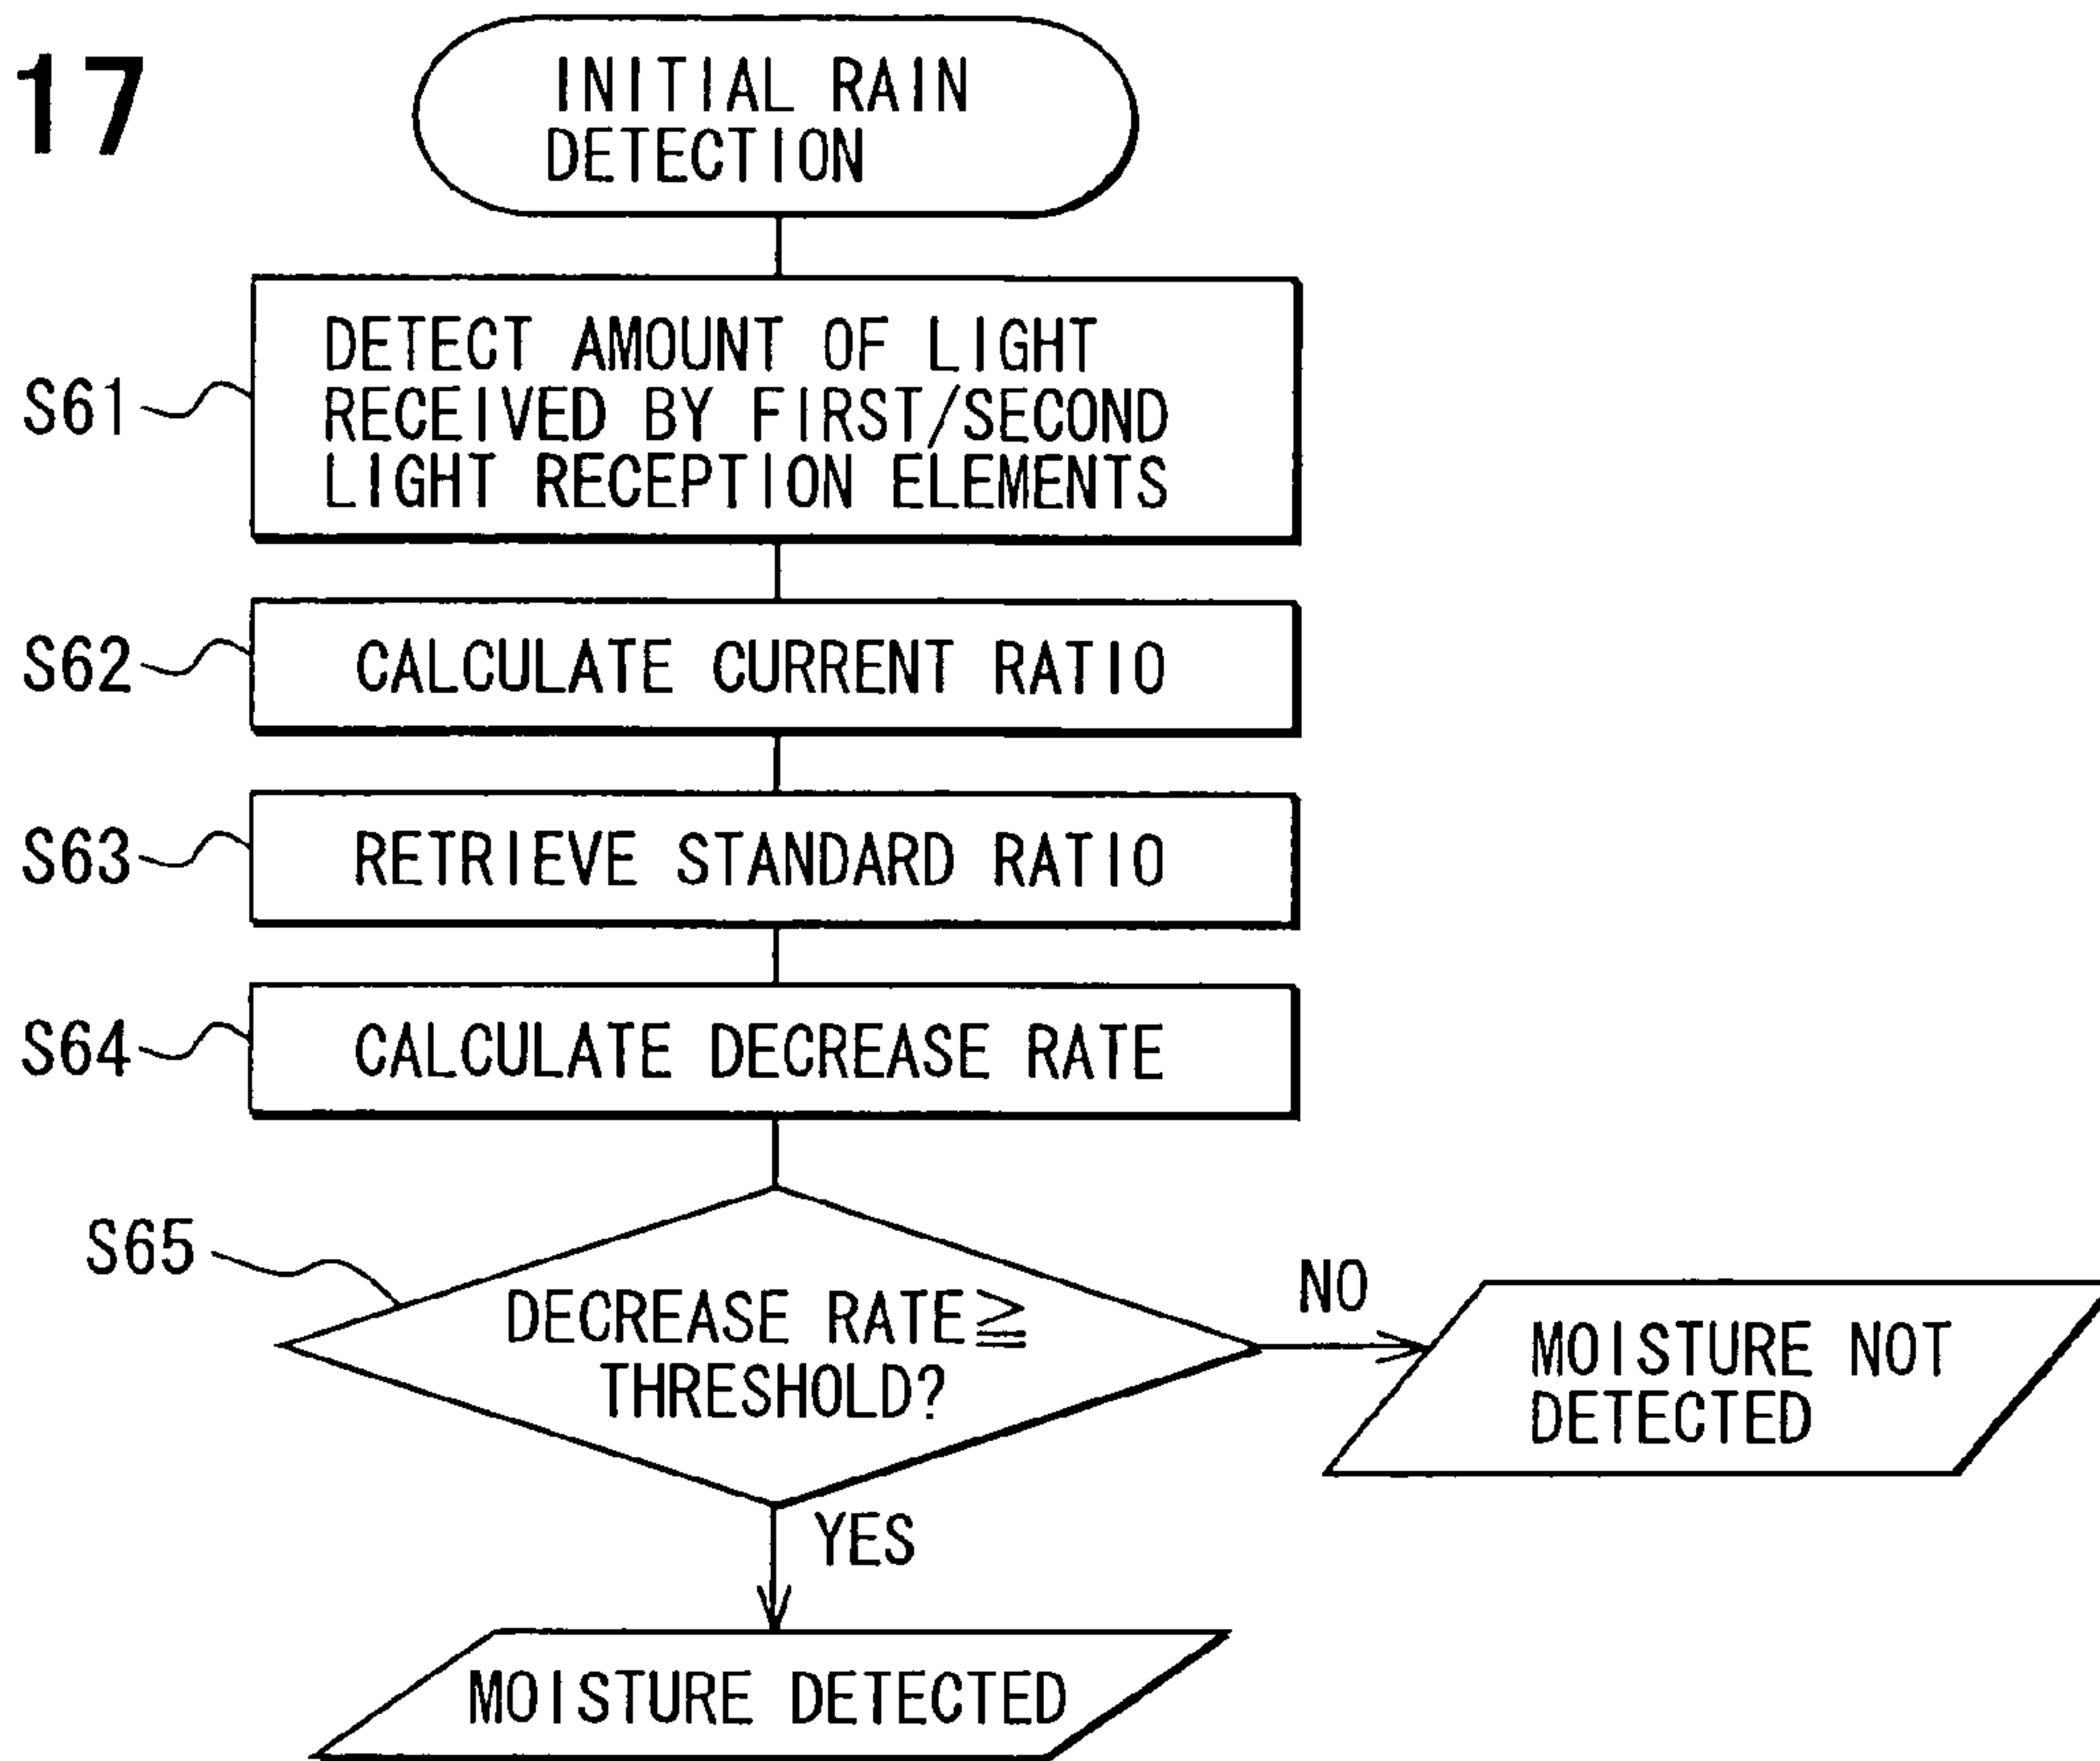 17
INITIAL RAIN
DETECTION
S61
DETECT AMOUNT OF LIGHT
RECEIVED BY FIRST/SECOND
LIGHT RECEPTION ELEMENTS
S62
CALCULATE CURRENT RATIO
S63
RETRIEVE STANDARD RATIO
S64
CALCULATE DECREASE RATE
S65
DECREASE RATE≧
THRESHOLD?
NO
MOISTURE NOT
DETECTED
YES
MOISTURE DETECTED